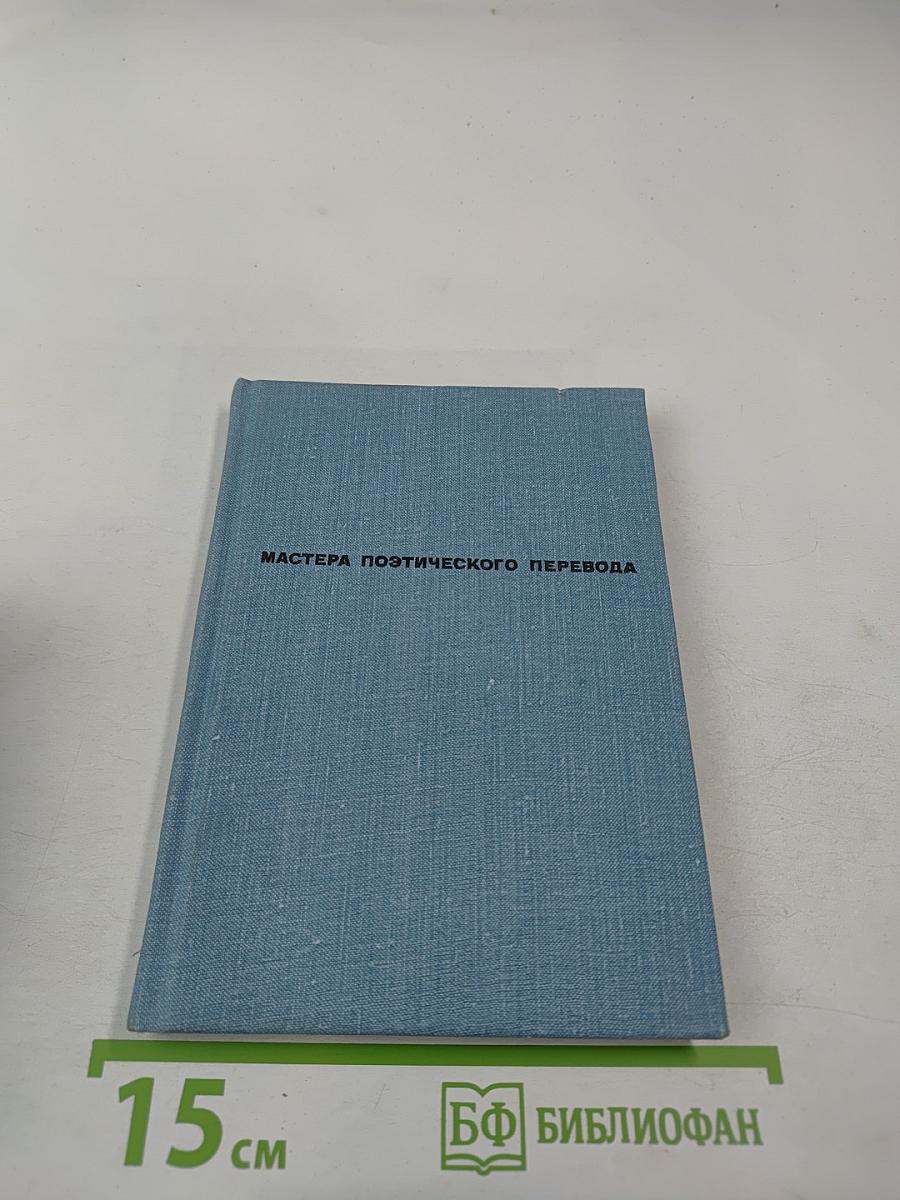 МАСТЕРА ПОЭТИЧЕСКОГО ПЕРЕВОДА
15 см
БФ БИБЛИОФАН